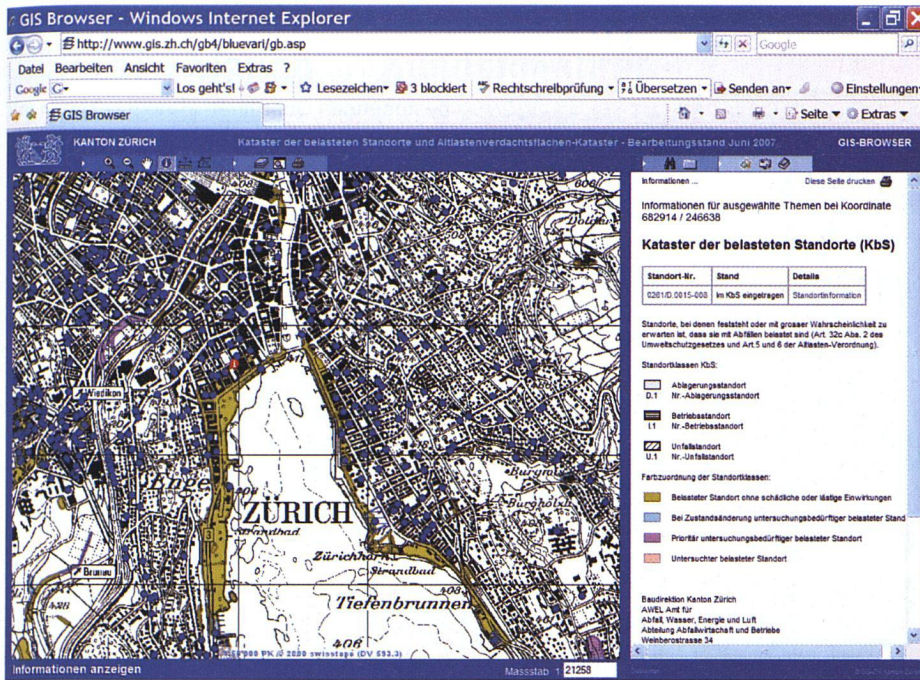 GIS Browser - Windows Internet Explorer
http://www.gis.zh.ch/gb4/bluevari/gb.asp
Google
Datei Bearbeiten Ansicht Favoriten Extras ?
Google G Los geht's! Lesezeichen 3 blockiert Rechtschreibprüfung Übersetzen Senden an Einstellungen
GIS Browser
Seite Extras
KANTON ZÜRICH Kataster der belasteten Standorte und Altlastenverdachtsflächen-Kataster - Bearbeitungsstand Juni 2007 GIS-BROWSER
Informationen ... Diese Seite drucken
Informationen für ausgewählte Themen bei Koordinate
682914 / 246638
Kataster der belasteten Standorte (KbS)
Standort-Nr. Stand Details
0261/D.0015-008 Im KbS eingetragen Standortinformation
Standorte, bei denen feststeht oder mit grosser Wahrscheinlichkeit zu
erwarten ist, dass sie mit Abfällen belastet sind (Art. 32c Abs. 2 des
Umweltschutzgesetzes und Art.5 und 6 der Altlasten-Verordnung).
Standortklassen KbS:
Ablagerungsstandort
D.1 Nr.-Ablagerungsstandort
Betriebsstandort
I.1 Nr.-Betriebsstandort
Unfallstandort
U.1 Nr.-Unfallstandort
Farbzuordnung der Standortklassen:
Belasteter Standort ohne schädliche oder lästige Einwirkungen
Bei Zustandsänderung untersuchungsbedürftiger belasteter Stand
Prioritär untersuchungsbedürftiger belasteter Standort
Untersuchter belasteter Standort
Baudirektion Kanton Zürich
AWEL Amt für
Abfall, Wasser, Energie und Luft
Abteilung Abfallwirtschaft und Betriebe
Weinbergstrasse 34
Wiedikon
Enge
ZÜRICH
Strandbad
Zürichhorn
Strandbad
Tiefenbrunnen
Brunau
Burghölzli
406
408
Informationen anzeigen
Massstab 1: 21258